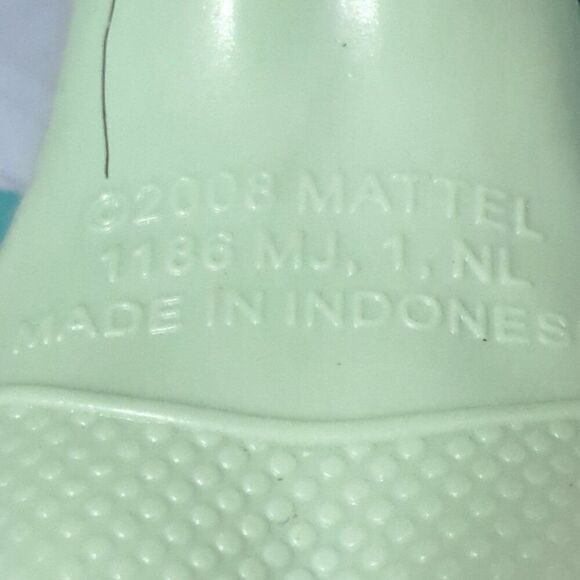 ©2008 MATTEL
1186 MJ, 1, NL
MADE IN INDONES